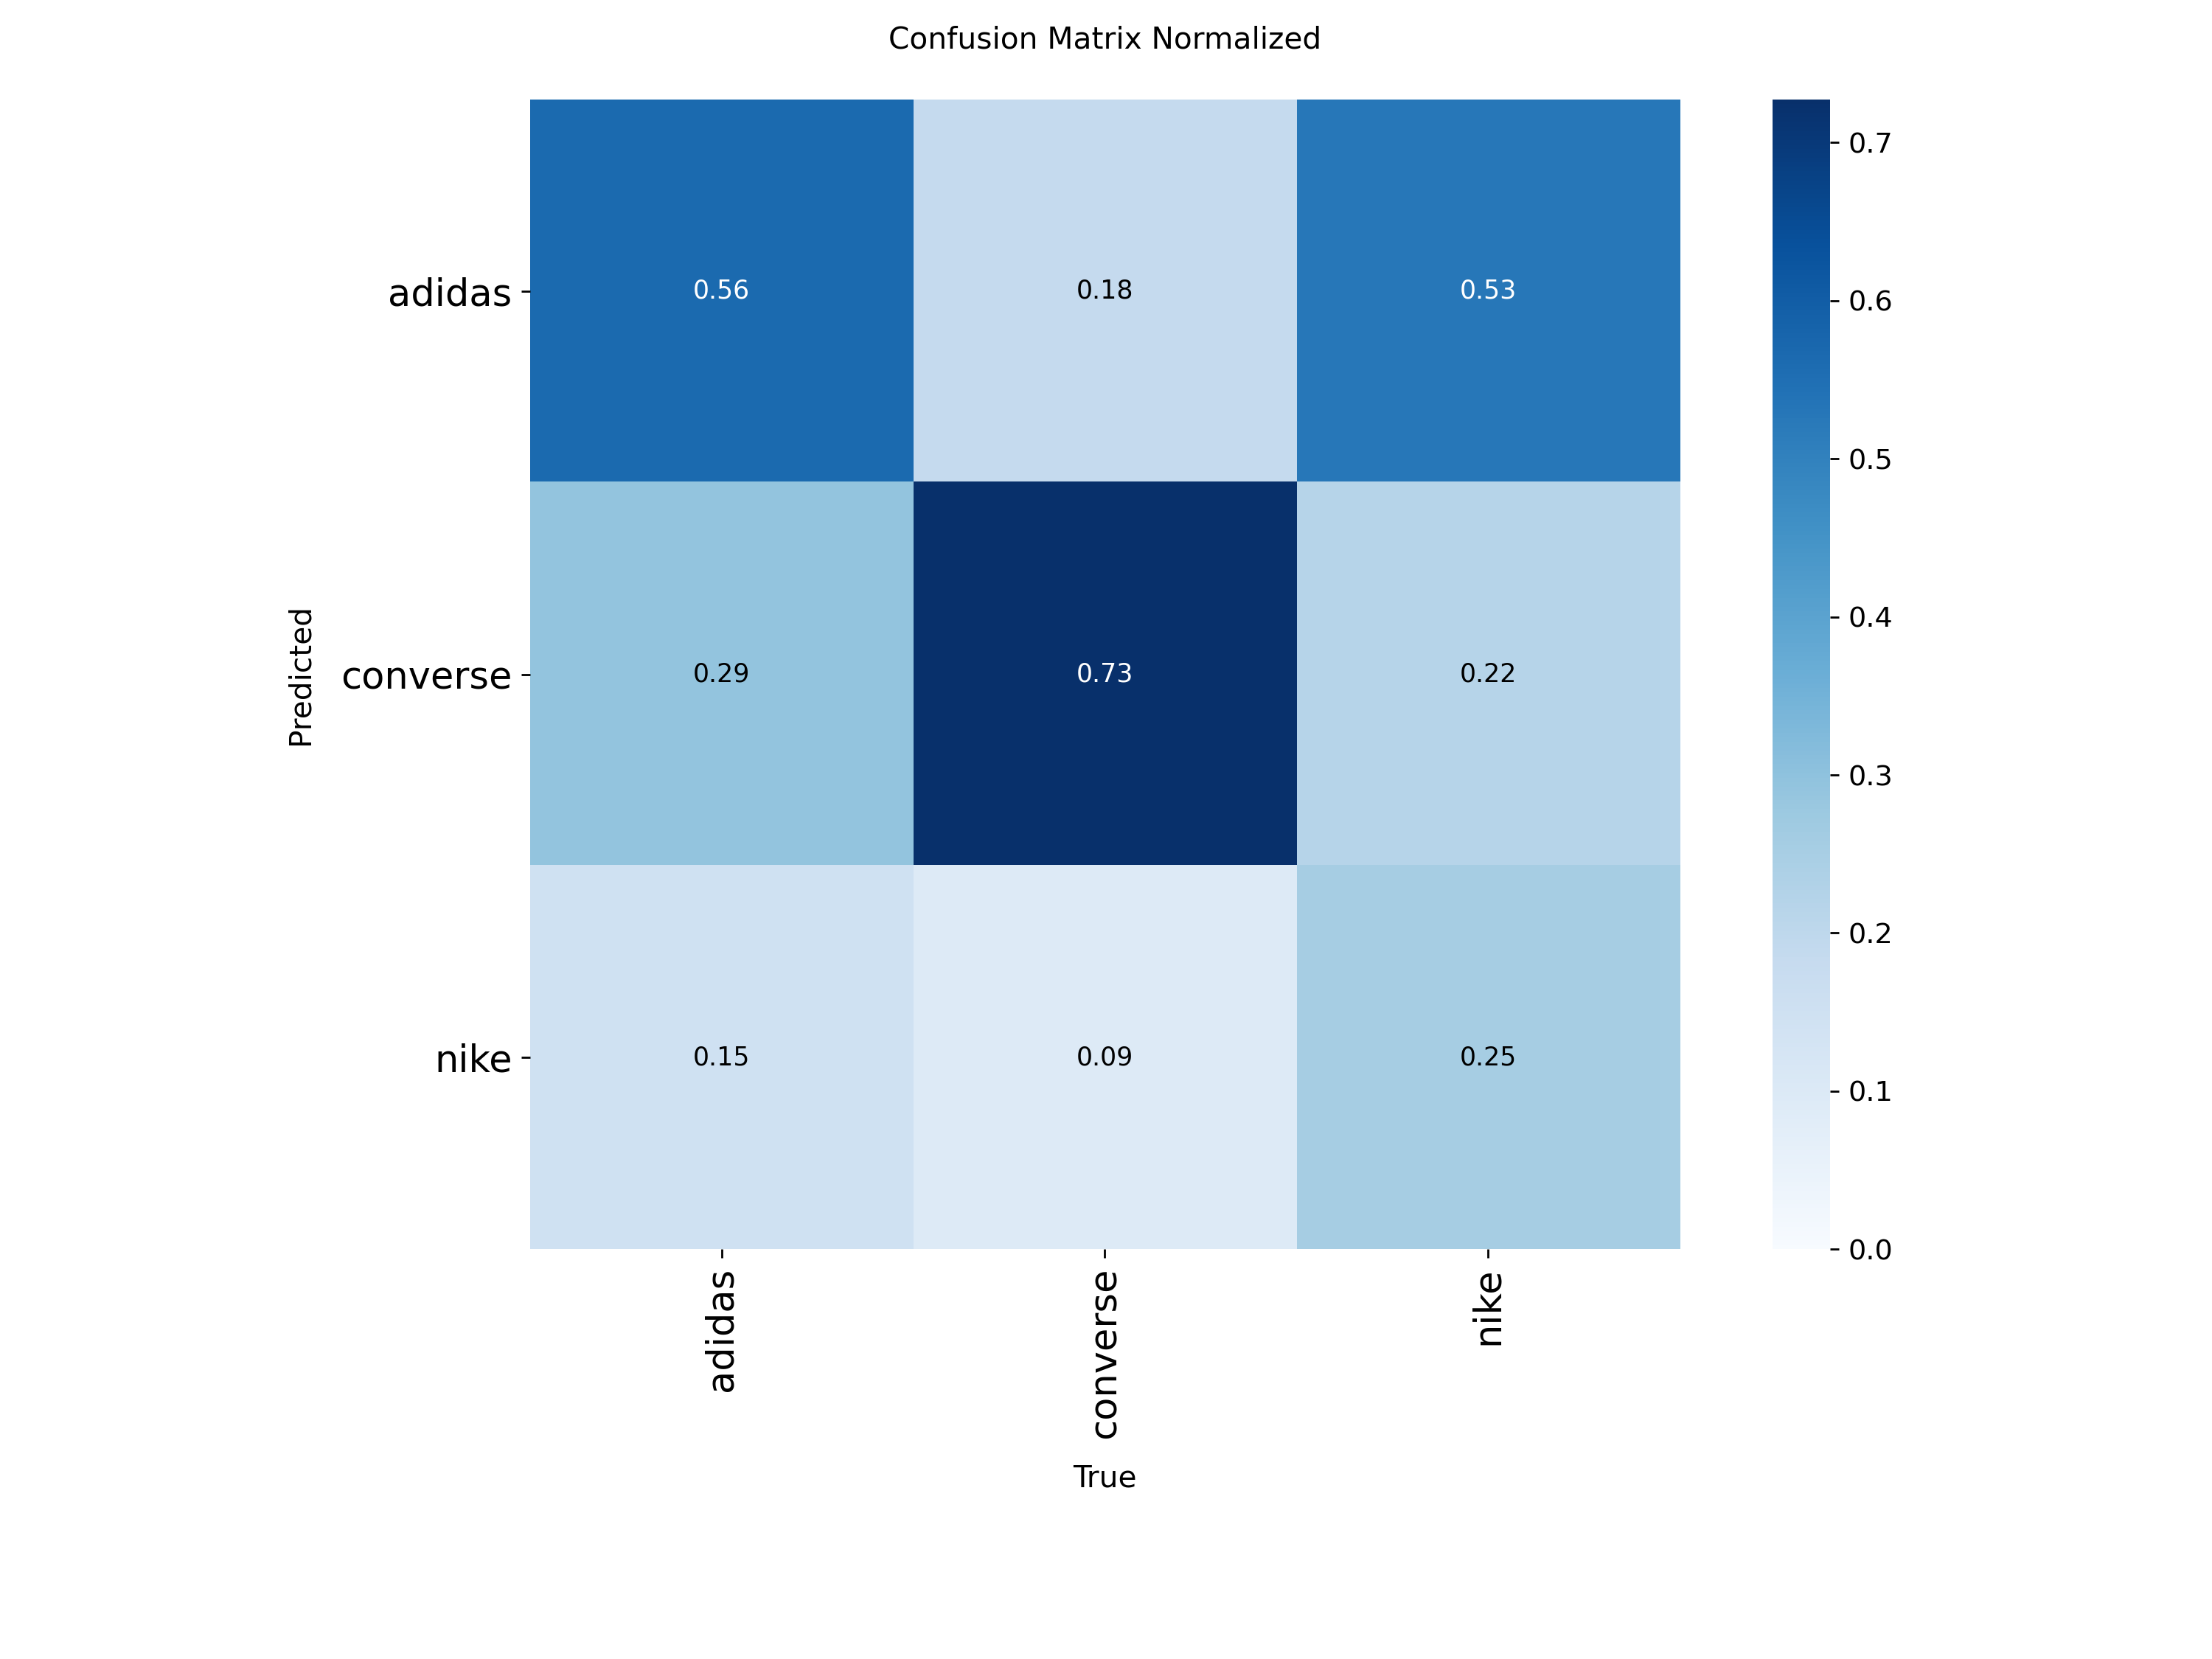 Confusion Matrix Normalized
adidas 0.56 0.18 0.53
converse 0.29 0.73 0.22
nike 0.15 0.09 0.25
Predicted
adidas converse nike
True
0.7
0.6
0.5
0.4
0.3
0.2
0.1
0.0